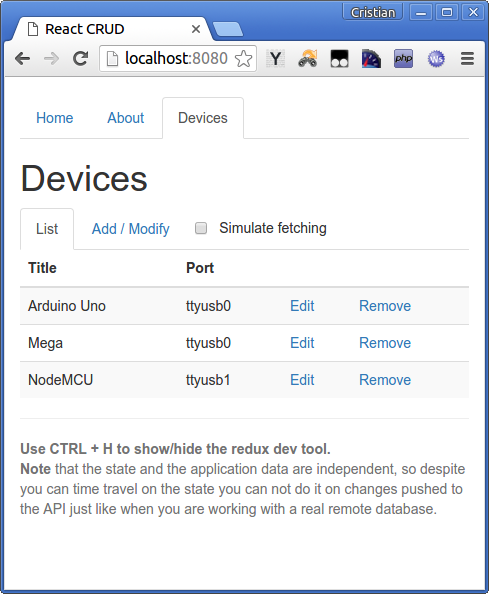 Cristian
React CRUD
localhost:8080
Y
php
Ws
Home About Devices
Devices
List Add / Modify Simulate fetching
Title Port
Arduino Uno ttyusb0 Edit Remove
Mega ttyusb0 Edit Remove
NodeMCU ttyusb1 Edit Remove
Use CTRL + H to show/hide the redux dev tool.
Note that the state and the application data are independent, so despite
you can time travel on the state you can not do it on changes pushed to
the API just like when you are working with a real remote database.